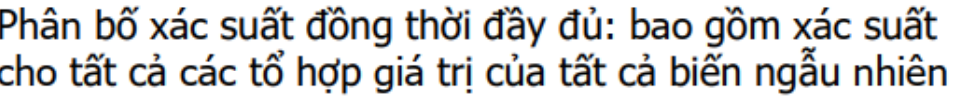 Phân bố xác suất đồng thời đầy đủ: bao gồm xác suất
cho tất cả các tổ hợp giá trị của tất cả biến ngẫu nhiên